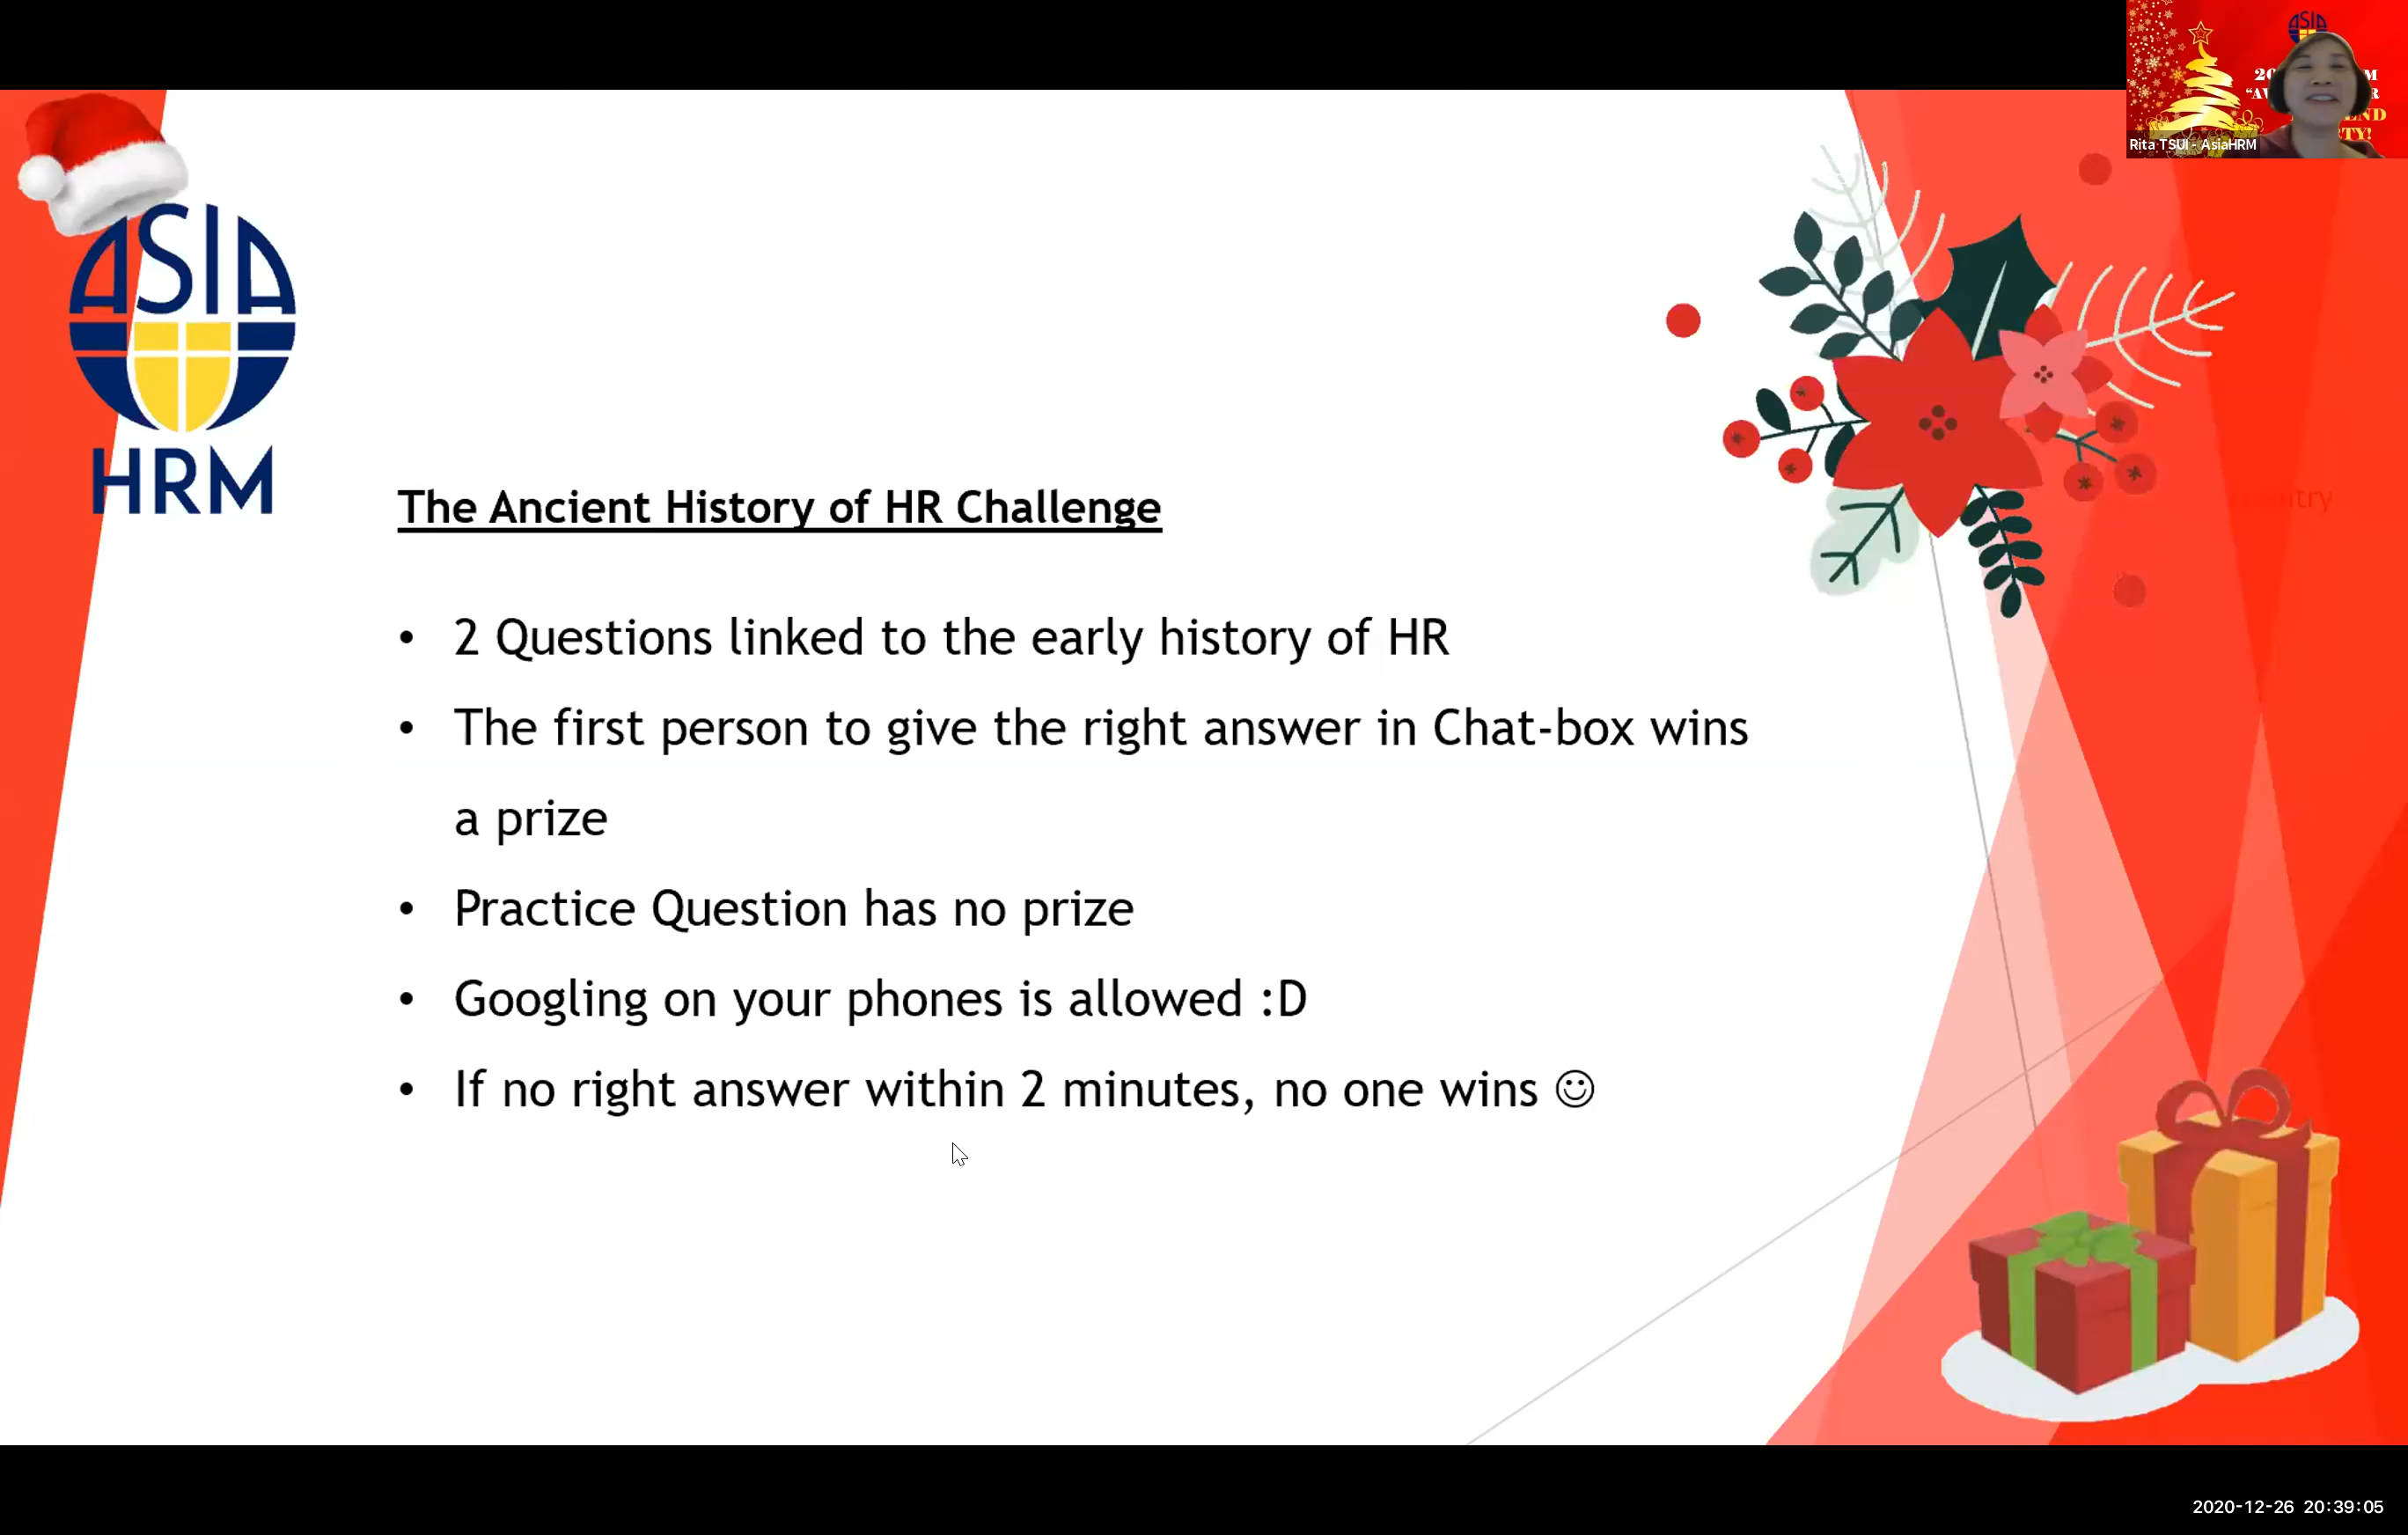 ASIA
HRM
Rita TSUI - AsiaHRM
The Ancient History of HR Challenge
• 2 Questions linked to the early history of HR
• The first person to give the right answer in Chat-box wins
a prize
• Practice Question has no prize
• Googling on your phones is allowed :D
• If no right answer within 2 minutes, no one wins ☺
2020-12-26 20:39:05